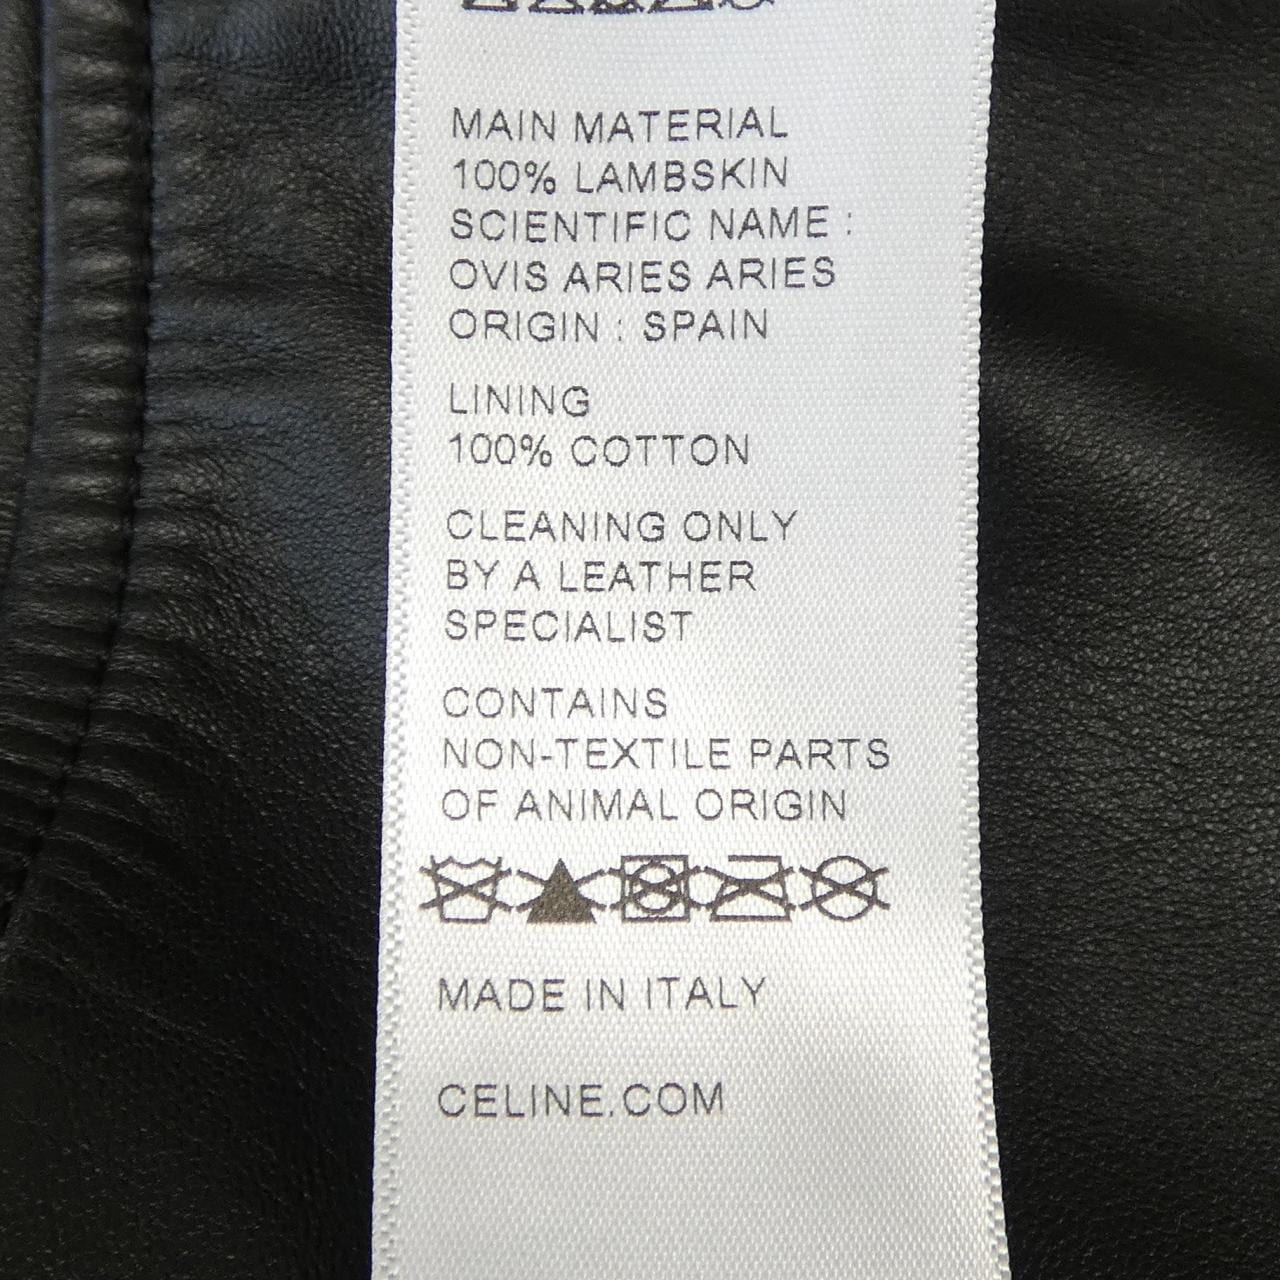 MAIN MATERIAL
100% LAMBSKIN
SCIENTIFIC NAME :
OVIS ARIES ARIES
ORIGIN : SPAIN
LINING
100% COTTON
CLEANING ONLY
BY A LEATHER
SPECIALIST
CONTAINS
NON-TEXTILE PARTS
OF ANIMAL ORIGIN
MADE IN ITALY
CELINE.COM